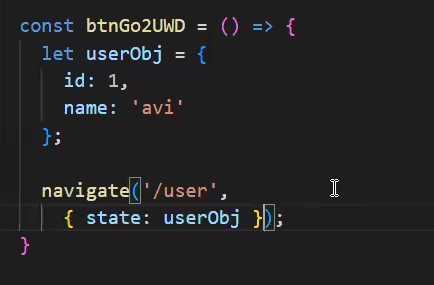 const btnGo2UWD = () => {
  let userObj = {
    id: 1,
    name: 'avi'
  };
  navigate('/user',
    { state: userObj });
}